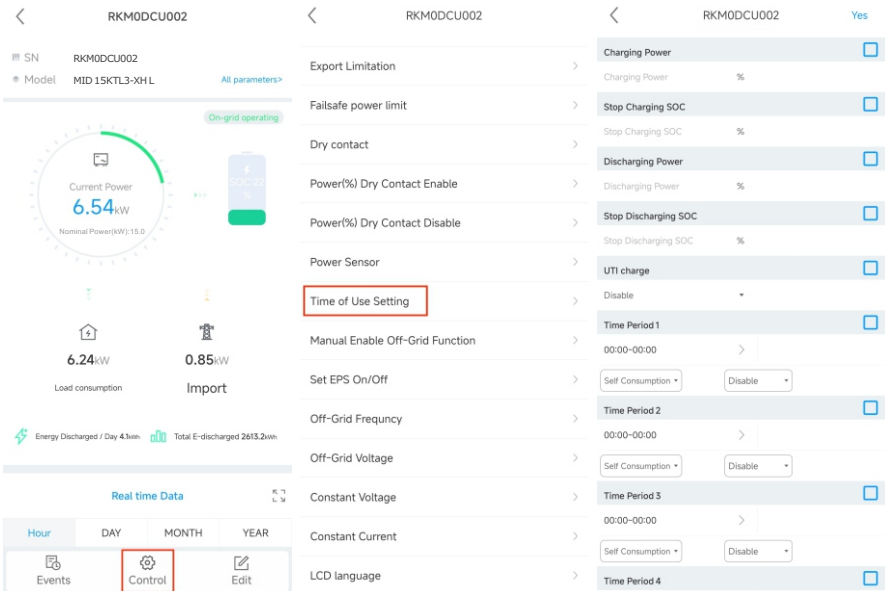 RKM0DCU002
SN RKM0DCU002
Model MID 15KTL3-XH L All parameters>
On-grid operating
Current Power
6.54kW
Nominal Power(kW):15.0
SOC 22
%
6.24kW
Load consumption
0.85kW
Import
Energy Discharged / Day 4.1kWh Total E-discharged 2613.2kWh
Real time Data
Hour DAY MONTH YEAR
Events Control Edit
RKM0DCU002
Export Limitation
Failsafe power limit
Dry contact
Power(%) Dry Contact Enable
Power(%) Dry Contact Disable
Power Sensor
Time of Use Setting
Manual Enable Off-Grid Function
Set EPS On/Off
Off-Grid Frequncy
Off-Grid Voltage
Constant Voltage
Constant Current
LCD language
RKM0DCU002 Yes
Charging Power
Charging Power %
Stop Charging SOC
Stop Charging SOC %
Discharging Power
Discharging Power %
Stop Discharging SOC
Stop Discharging SOC %
UTI charge
Disable
Time Period 1
00:00-00:00
Self Consumption Disable
Time Period 2
00:00-00:00
Self Consumption Disable
Time Period 3
00:00-00:00
Self Consumption Disable
Time Period 4